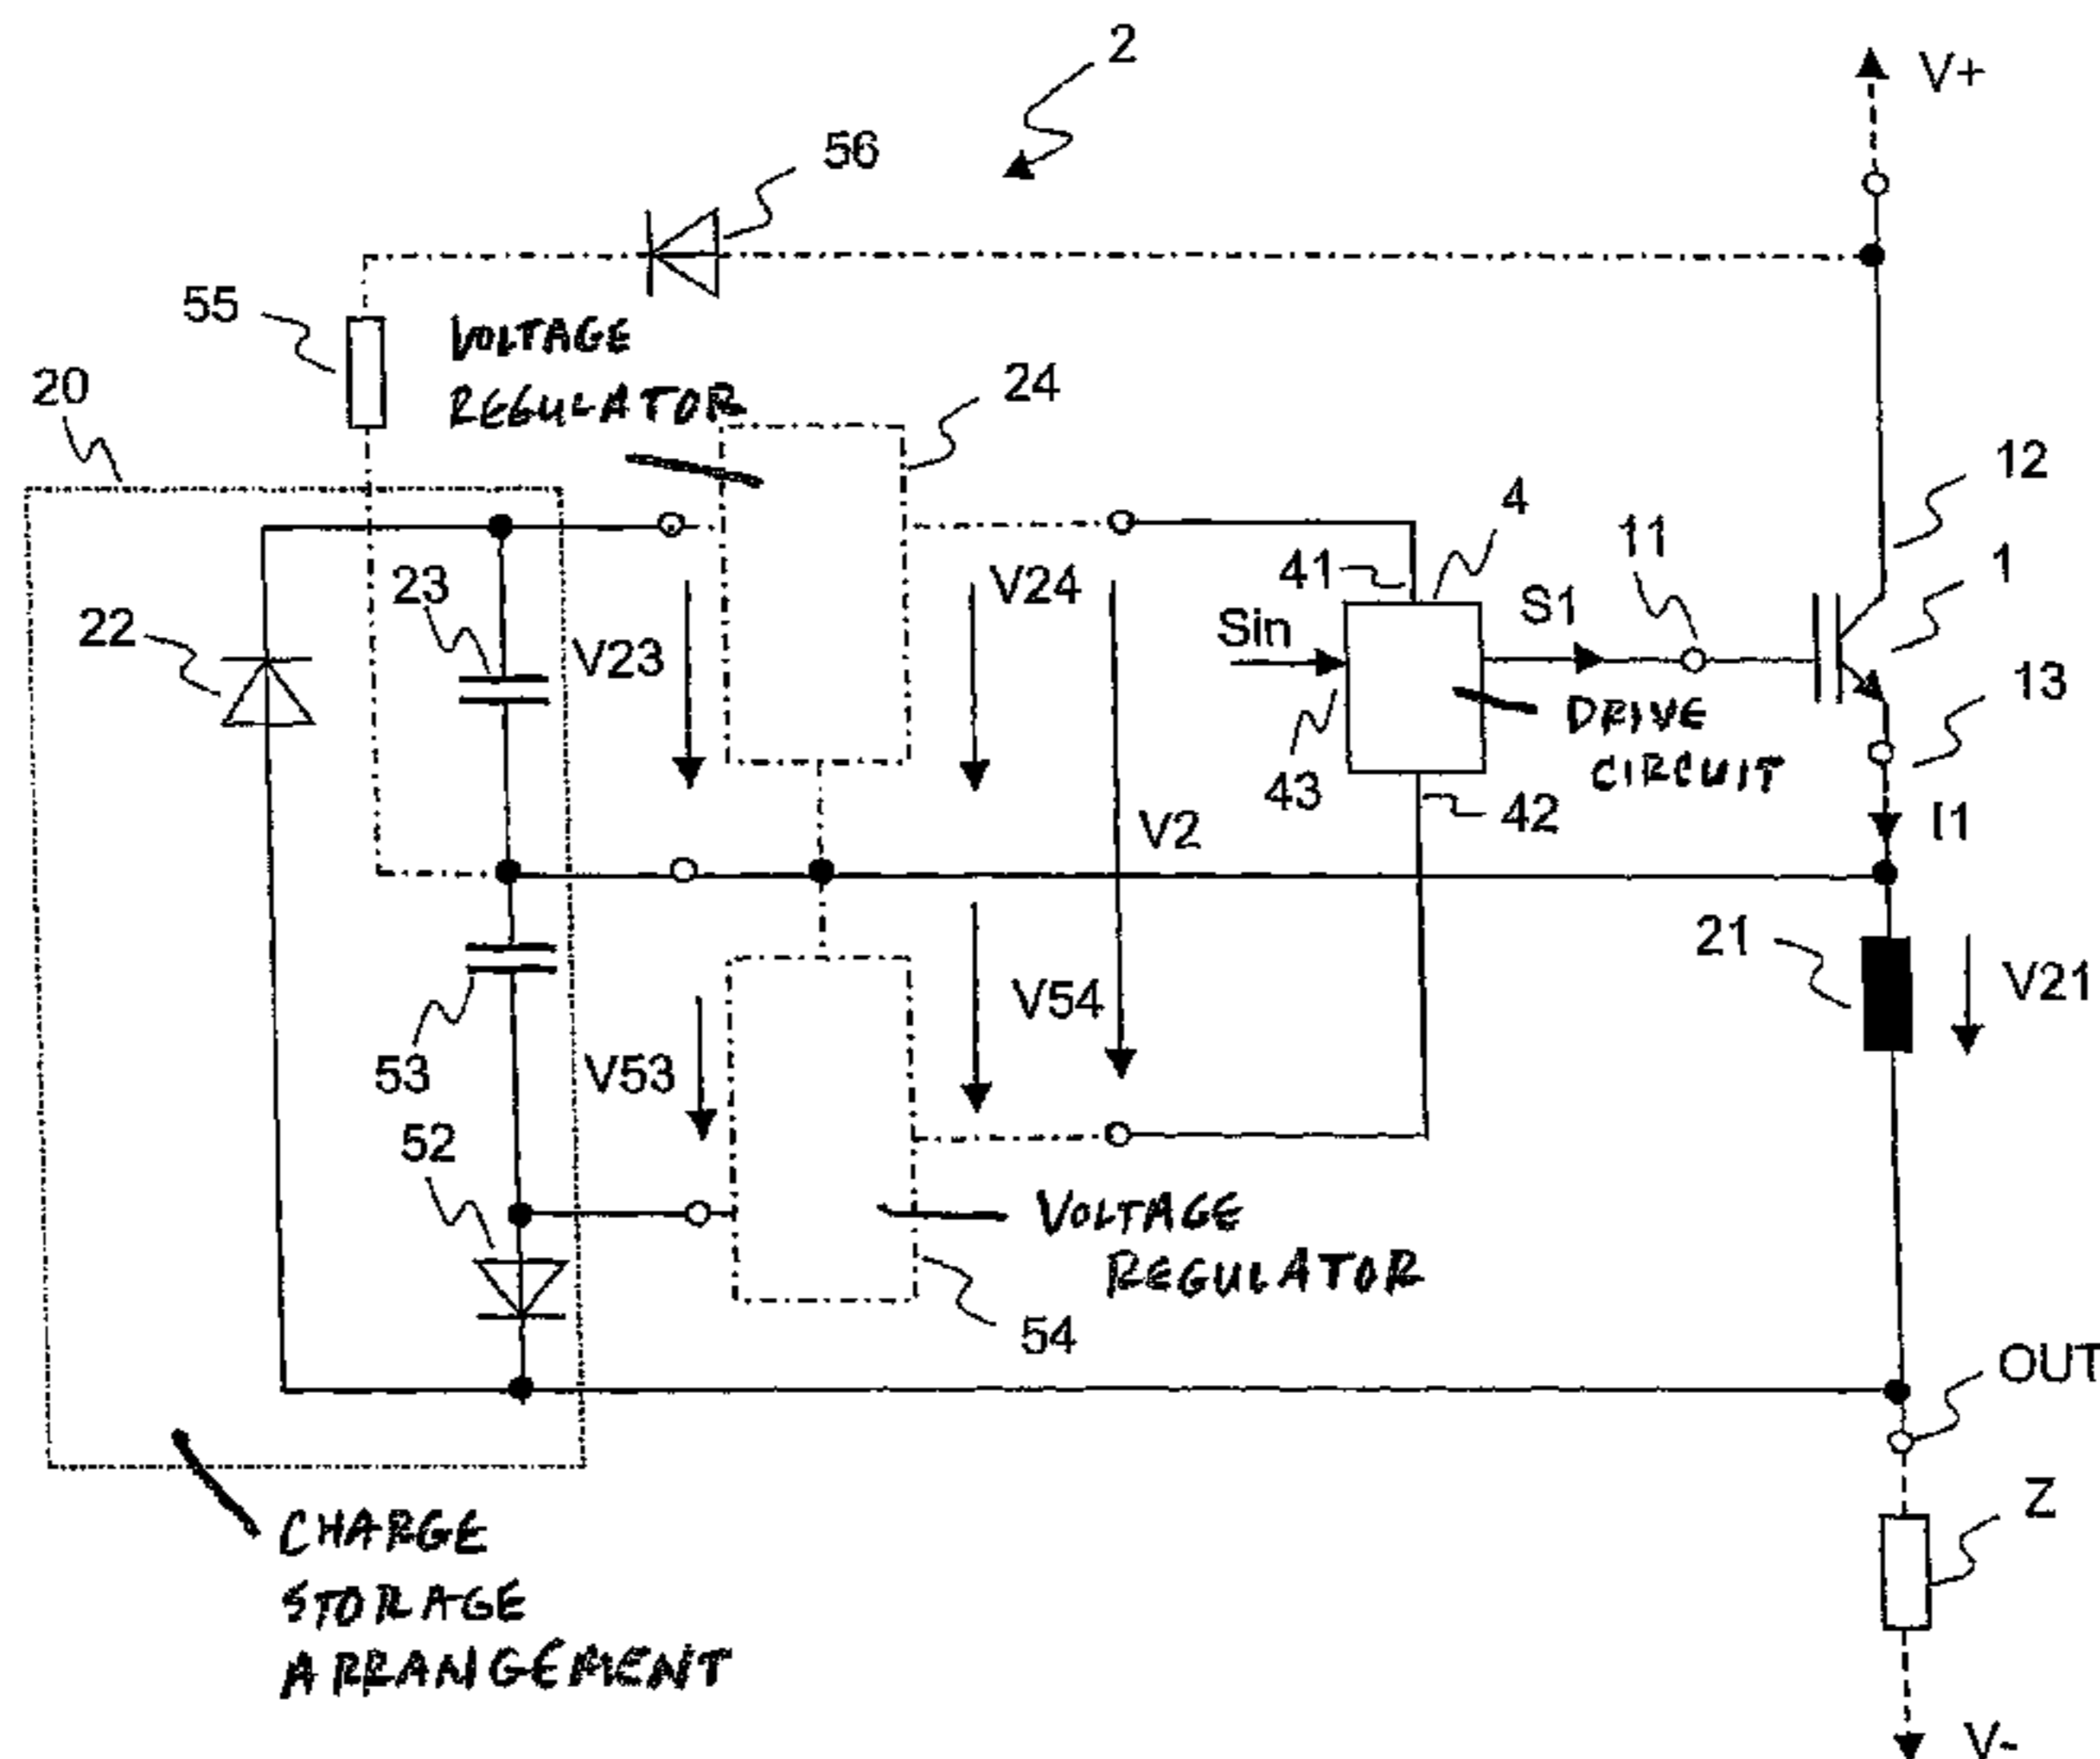 2
V+
56
55
VOLTAGE
REGULATOR
24
20
12
4
11
1
41
S1
23
V24
22
V23
Sin
13
DRIVE
CIRCUIT
43
42
I1
V2
21
V21
V54
53
V53
52
VOLTAGE
REGULATOR
54
OUT
Z
CHARGE
STORAGE
ARRANGEMENT
V-